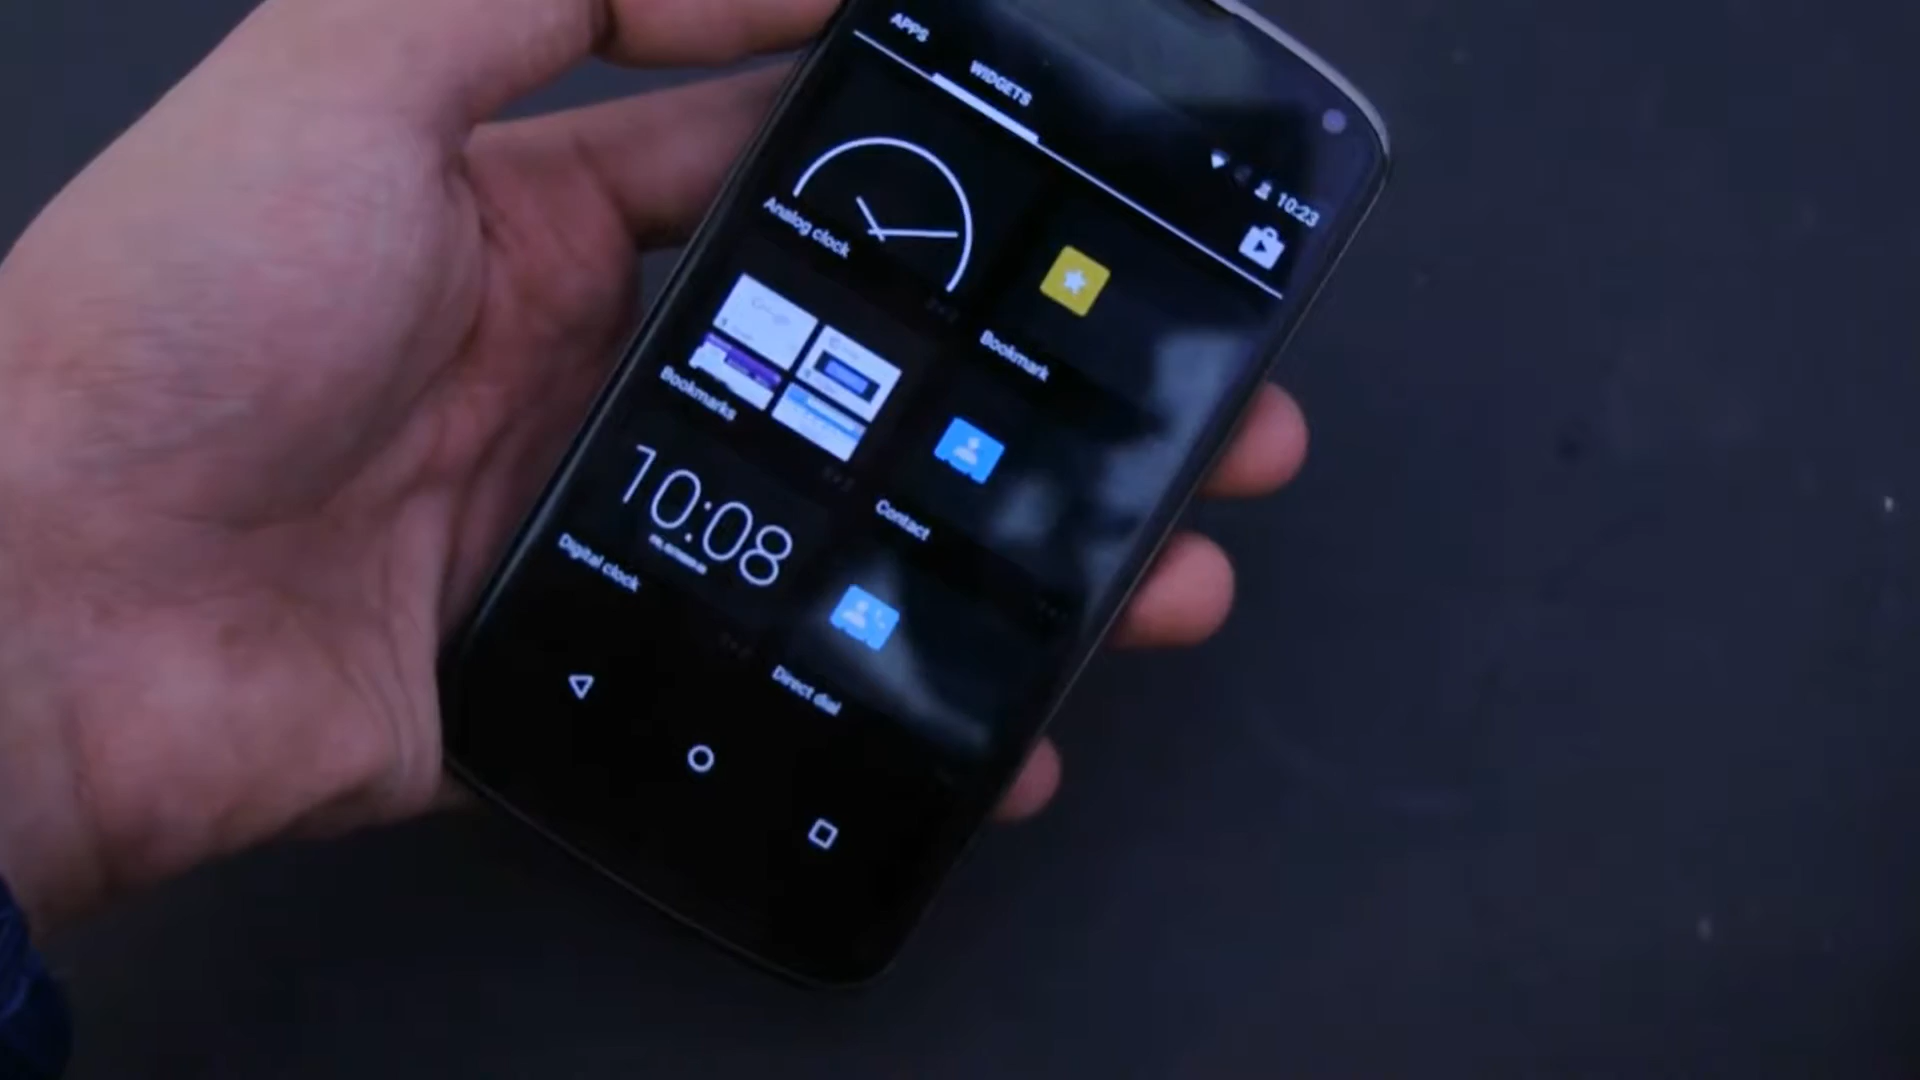 APPS
WIDGETS
10:23
Analog clock
Bookmark
Bookmarks
Contact
10:08
Digital clock
Direct dial